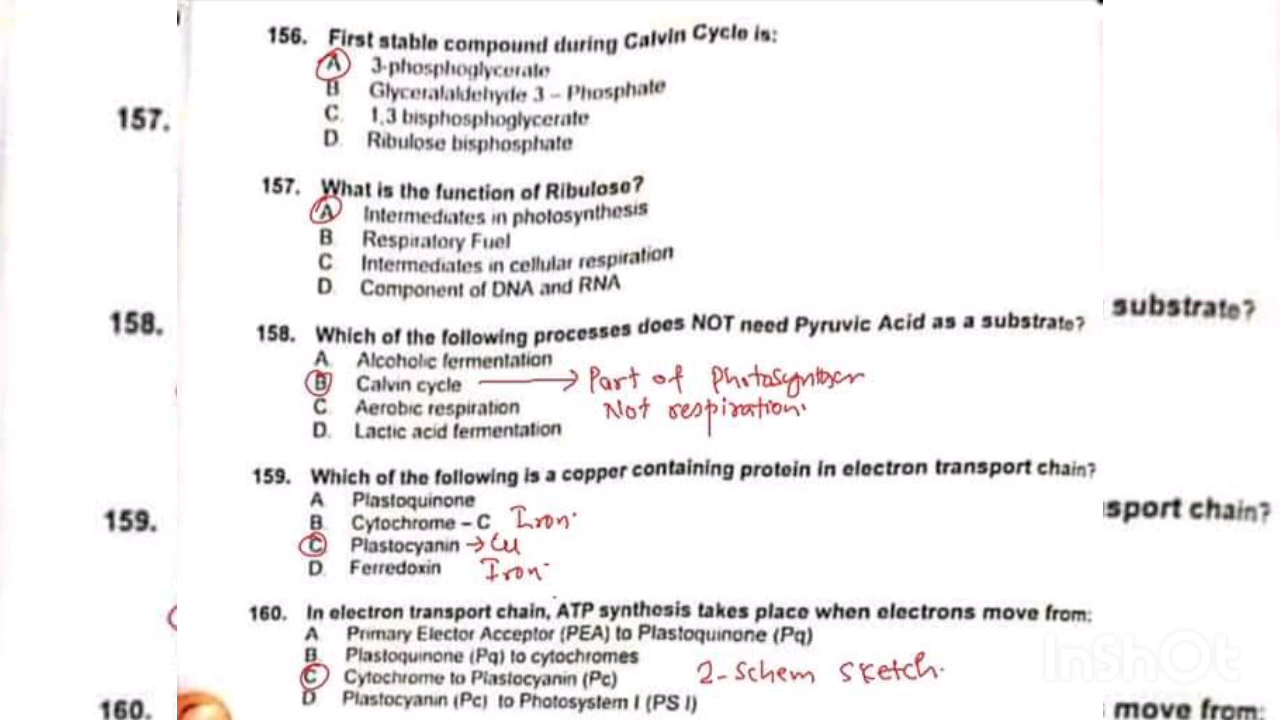 156. First stable compound during Calvin Cycle is:
A 3-phosphoglycerate
B Glyceralaldehyde 3 – Phosphate
C. 1,3 bisphosphoglycerate
D. Ribulose bisphosphate
157. What is the function of Ribulose?
A Intermediates in photosynthesis
B Respiratory Fuel
C Intermediates in cellular respiration
D. Component of DNA and RNA
158. Which of the following processes does NOT need Pyruvic Acid as a substrate?
A. Alcoholic fermentation
B Calvin cycle → Part of
C. Aerobic respiration Not respiration.
D. Lactic acid fermentation
159. Which of the following is a copper containing protein in electron transport chain?
A Plastoquinone
B. Cytochrome – C Iron.
C Plastocyanin → Cu
D. Ferredoxin Iron
160. In electron transport chain, ATP synthesis takes place when electrons move from:
A Primary Elector Acceptor (PEA) to Plastoquinone (Pq)
B. Plastoquinone (Pq) to cytochromes
C Cytochrome to Plastocyanin (Pc) Z-Schem sketch.
D Plastocyanin (Pc) to Photosystem I (PS I)
157.
158.
159.
160.
substrate?
sport chain?
move from:
InShOt